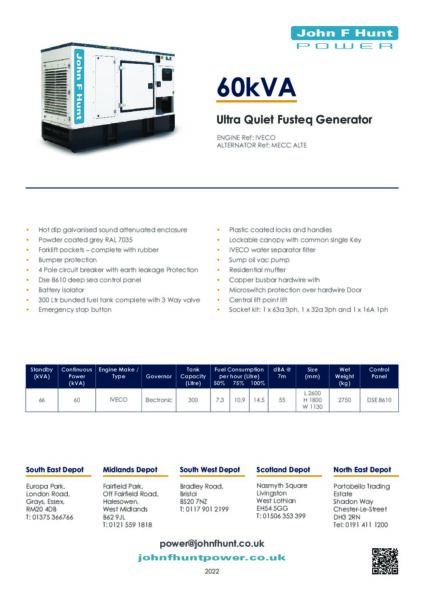 John F Hunt
POWER
John F Hunt
60kVA
Ultra Quiet Fusteq Generator
ENGINE Ref: IVECO
ALTERNATOR Ref: MECC ALTE
• Hot dip galvanised sound attenuated enclosure
• Powder coated grey RAL 7035
• Forklift pockets – complete with rubber
• Bumper protection
• 4 Pole circuit breaker with earth leakage Protection
• Dse 8610 deep sea control panel
• Battery isolator
• 300 Ltr bunded fuel tank complete with 3 Way valve
• Emergency stop button
• Plastic coated locks and handles
• Lockable canopy with common single Key
• IVECO water separator filter
• Sump oil vac pump
• Residential muffler
• Copper busbar hardwire with
• Microswitch protection over hardwire Door
• Central lift point lift
• Socket kit: 1 x 63a 3ph, 1 x 32a 3ph and 1 x 16A 1ph
Standby (kVA) Continuous Power (kVA) Engine Make / Type Governor Tank Capacity (Litre) Fuel Consumption per hour (Litre) 50% 75% 100% dBA @ 7m Size (mm) Wet Weight (kg) Control Panel
66 60 IVECO Electronic 300 7.3 10.9 14.5 55 L 2600 H 1800 W 1130 2750 DSE 8610
South East Depot
Europa Park,
London Road,
Grays, Essex,
RM20 4DB
T: 01375 366766
Midlands Depot
Fairfield Park,
Off Fairfield Road,
Halesowen,
West Midlands
B62 9JL
T: 0121 559 1818
South West Depot
Bradley Road,
Bristol
BS20 7NZ
T: 0117 901 2199
Scotland Depot
Nasmyth Square
Livingston
West Lothian
EH54 5GG
T: 01506 353 399
North East Depot
Portobello Trading
Estate
Shadon Way
Chester-Le-Street
DH3 2RN
Tel: 0191 411 1200
power@johnfhunt.co.uk
johnfhuntpower.co.uk
2022